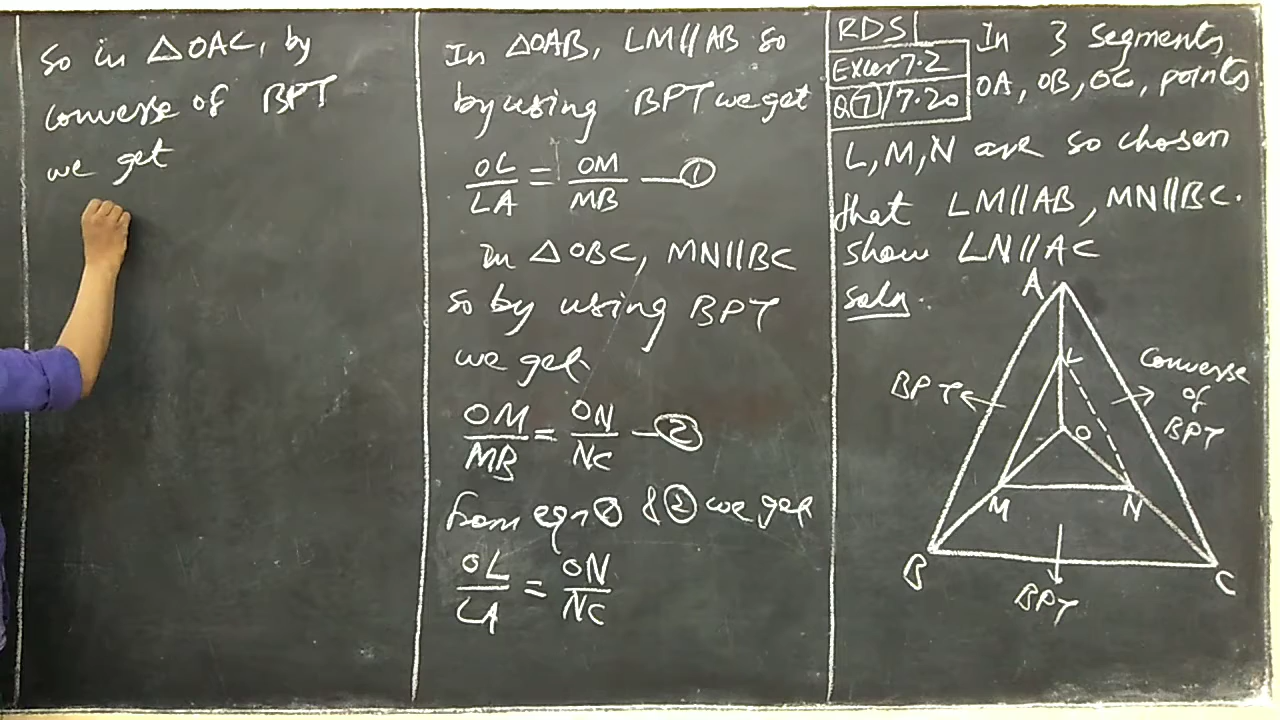 RDS
Exer 7.2
Q(7)/7.20
In 3 segments
OA, OB, OC, points
L, M, N are so chosen
that LM//AB, MN//BC.
show LN//AC
soln.
A
L
Converse
of
BPT
BPT
O
M
N
B
C
BPT
In △OAB, LM//AB so
by using BPT we get
OL/LA = OM/MB —①
In △OBC, MN//BC
so by using BPT
we get
OM/MB = ON/NC —②
from eqn ① & ② we get
OL/LA = ON/NC
So in △OAC, by
converse of BPT
we get